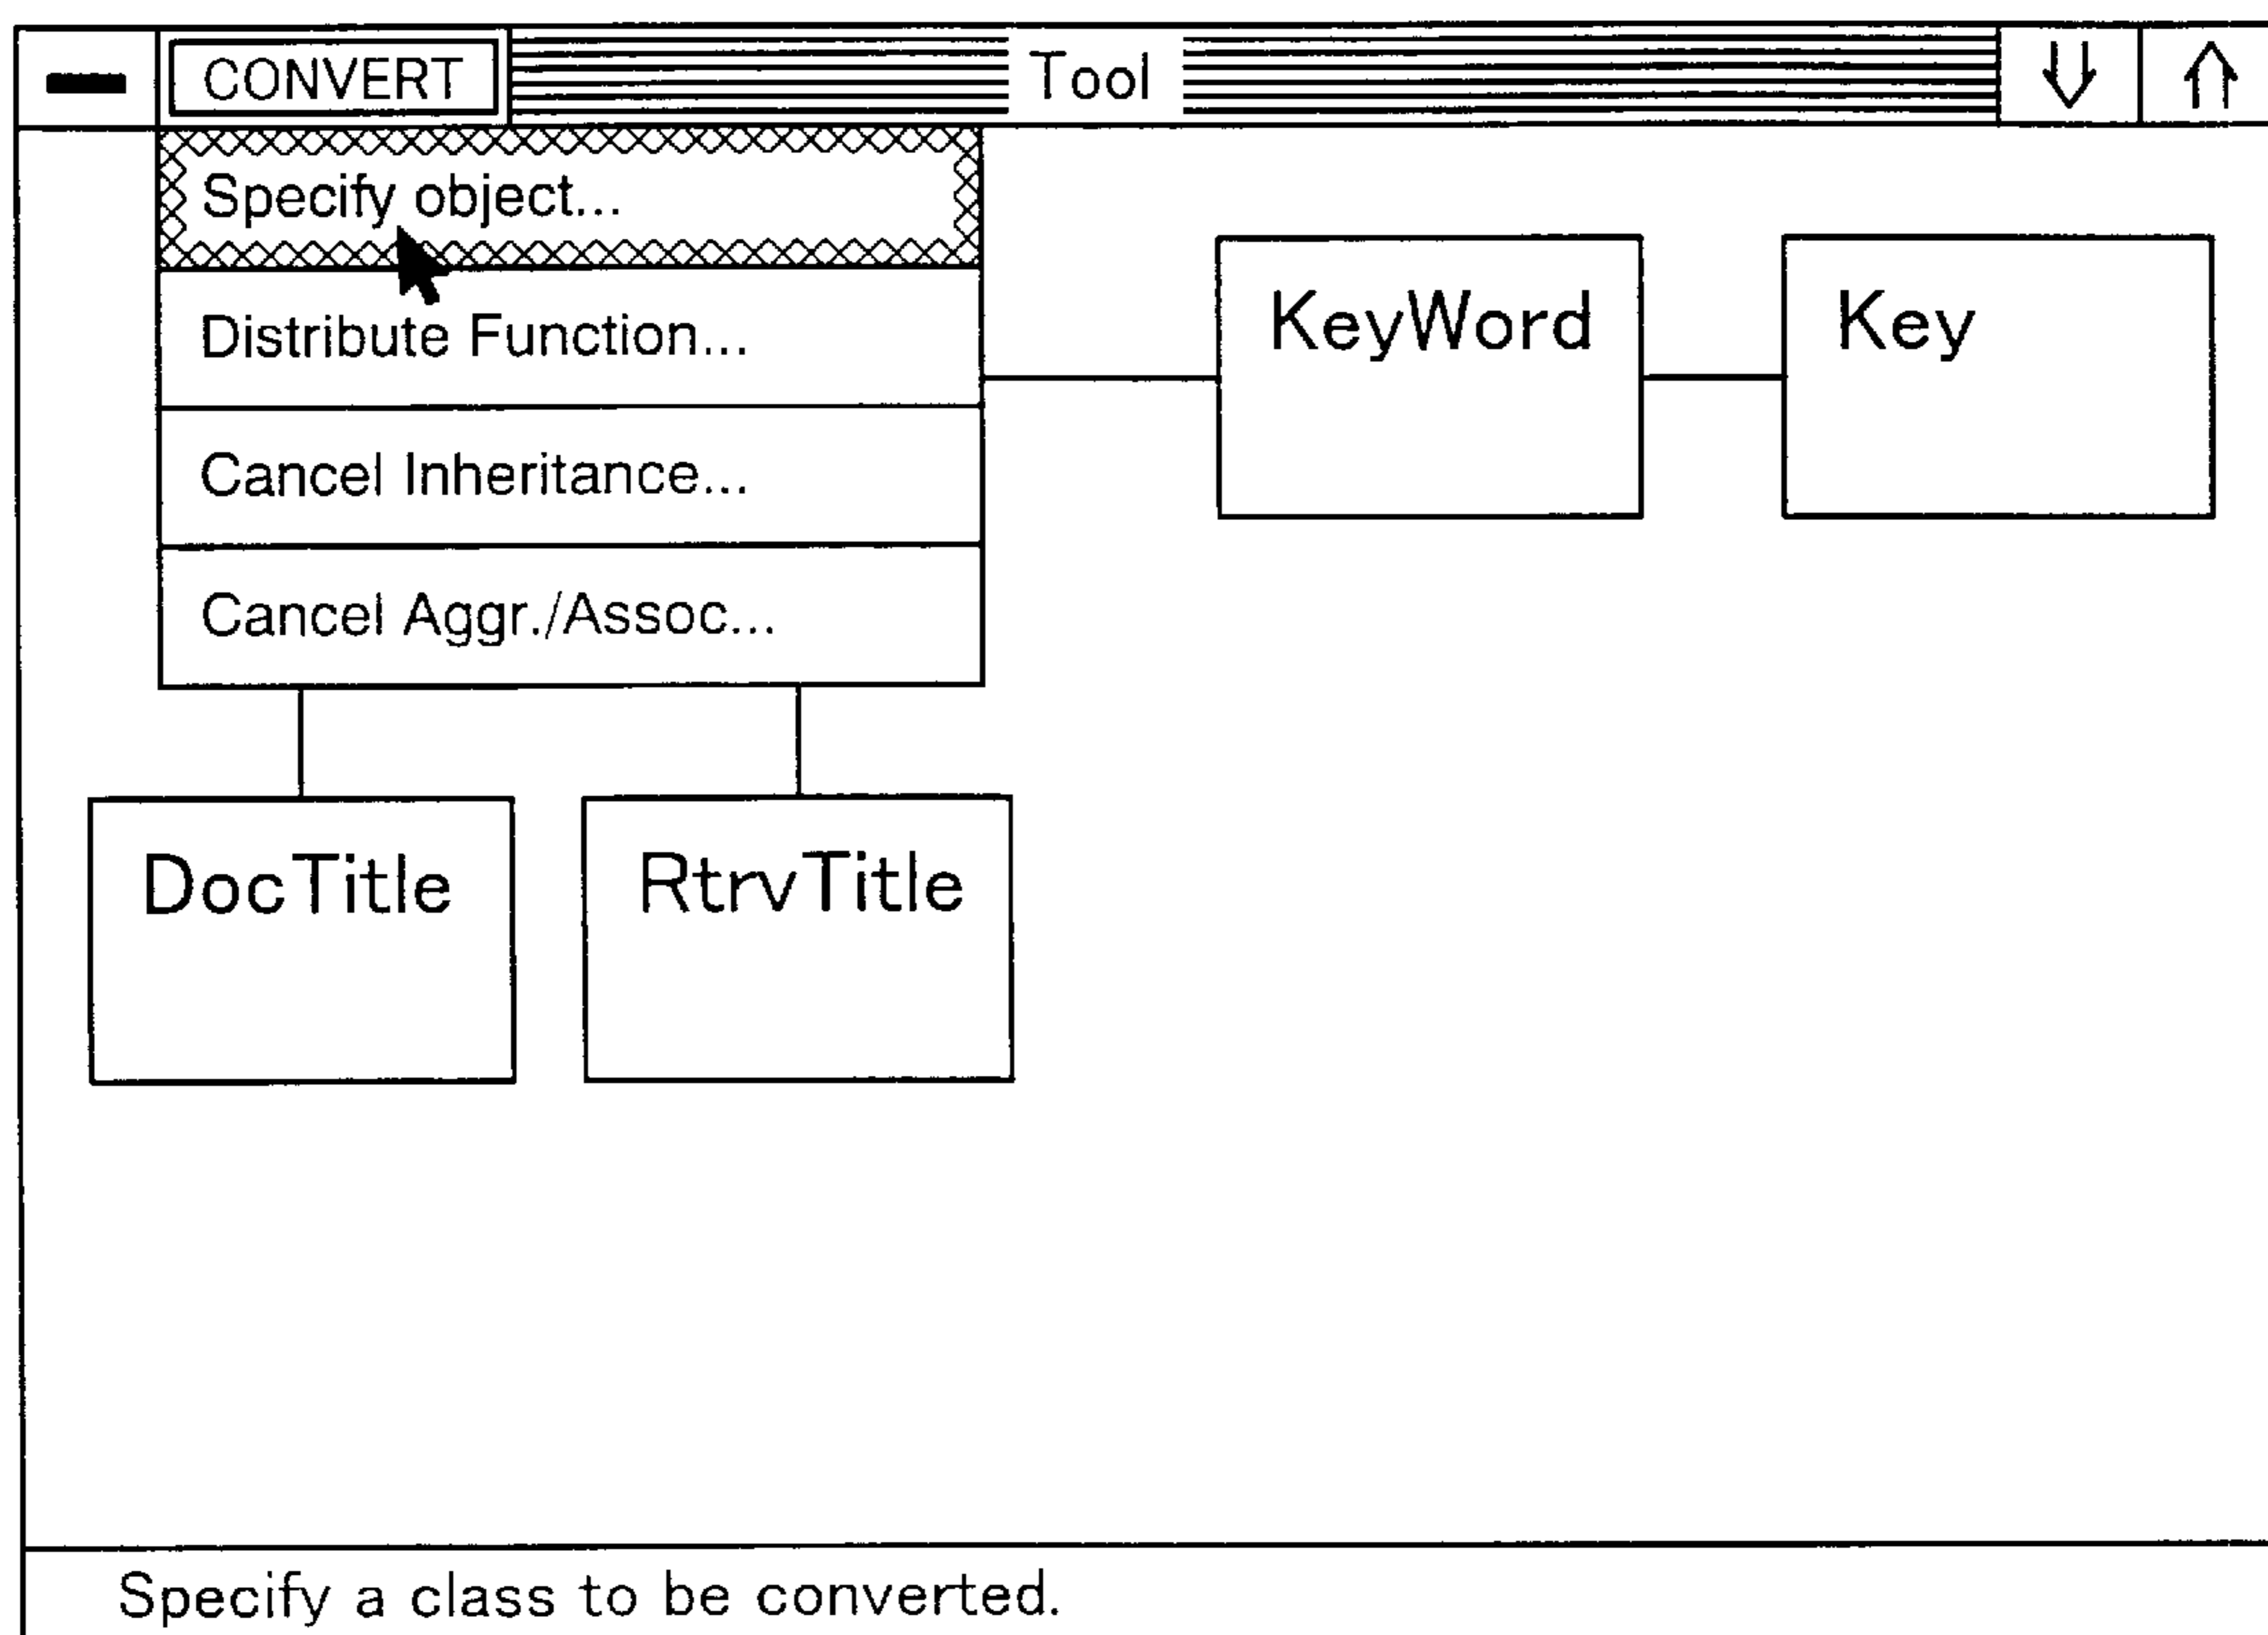 CONVERT Tool
Specify object...
Distribute Function...
Cancel Inheritance...
Cancel Aggr./Assoc...
KeyWord Key
DocTitle RtrvTitle
Specify a class to be converted.